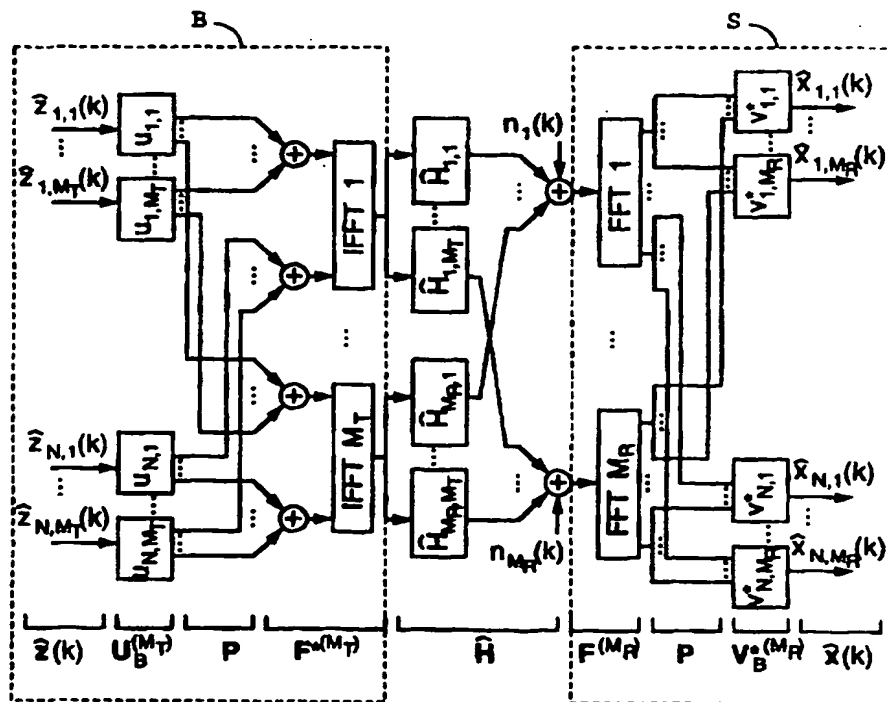 B
S
ẑ1,1(k)
ẑ1,MT(k)
ẑN,1(k)
ẑN,MT(k)
u1,1
u1,MT
uN,1
uN,MT
IFFT 1
IFFT MT
Ĥ1,1
Ĥ1,MT
ĤMR,1
ĤMR,MT
n1(k)
nMR(k)
FFT 1
FFT MR
v*1,1
v*1,MR
v*N,1
v*N,MR
x̂1,1(k)
x̂1,MR(k)
x̂N,1(k)
x̂N,MR(k)
ẑ(k) UB(MT) P F*(MT) Ĥ F(MR) P VB*(MR) x̂(k)